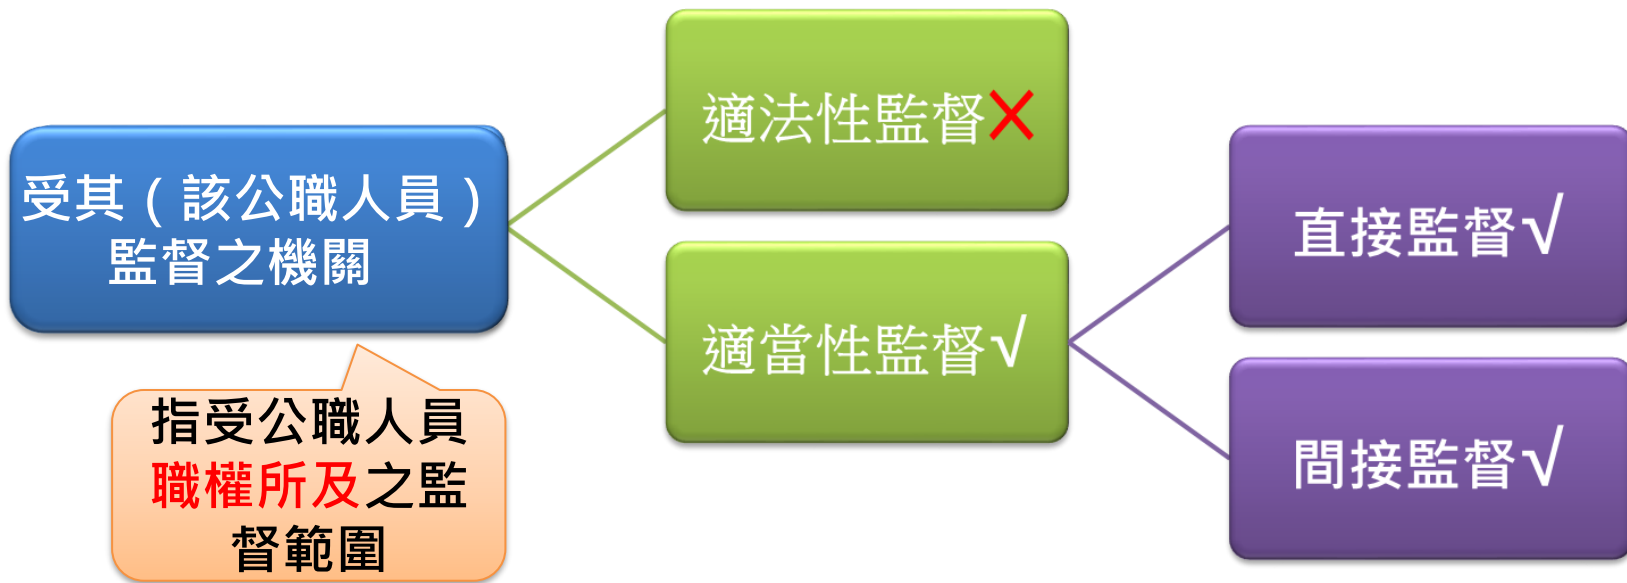 受其（該公職人員）
監督之機關
指受公職人員
職權所及之監
督範圍
適法性監督X
適當性監督√
直接監督√
間接監督√